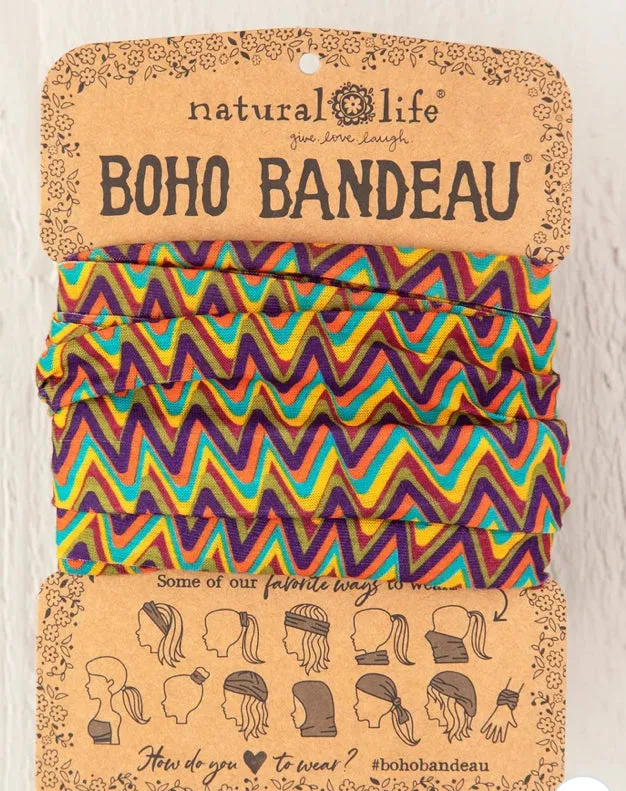 natural life®
give. love. laugh.
BOHO BANDEAU®
Some of our favorite ways to
How do you to wear? #bohobandeau